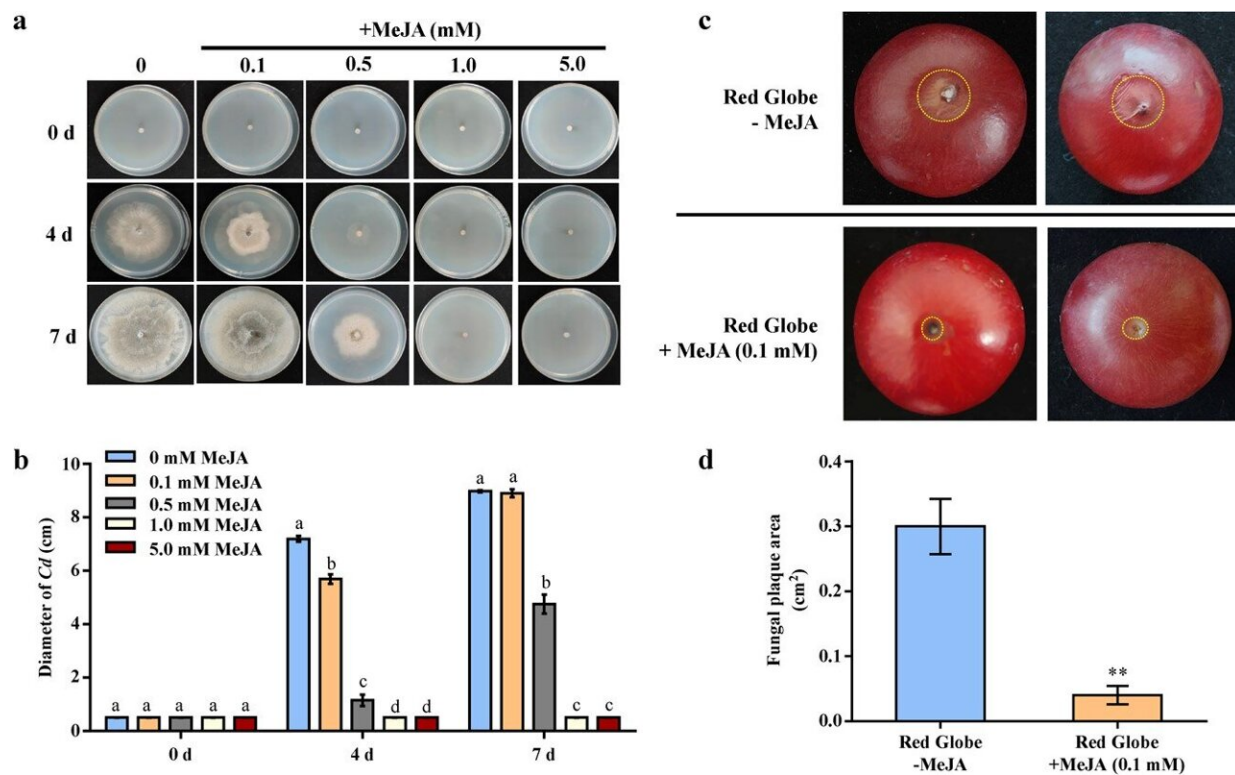 a
+MeJA (mM)
0 0.1 0.5 1.0 5.0
0 d
4 d
7 d
b
0 mM MeJA
0.1 mM MeJA
0.5 mM MeJA
1.0 mM MeJA
5.0 mM MeJA
Diameter of Cd (cm)
10
8
6
4
2
0
a a a a a
a b c d d
a a b c c
0 d 4 d 7 d
c
Red Globe
- MeJA
Red Globe
+ MeJA (0.1 mM)
d
Fungal plaque area
(cm²)
0.4
0.3
0.2
0.1
0.0
**
Red Globe
-MeJA
Red Globe
+MeJA (0.1 mM)